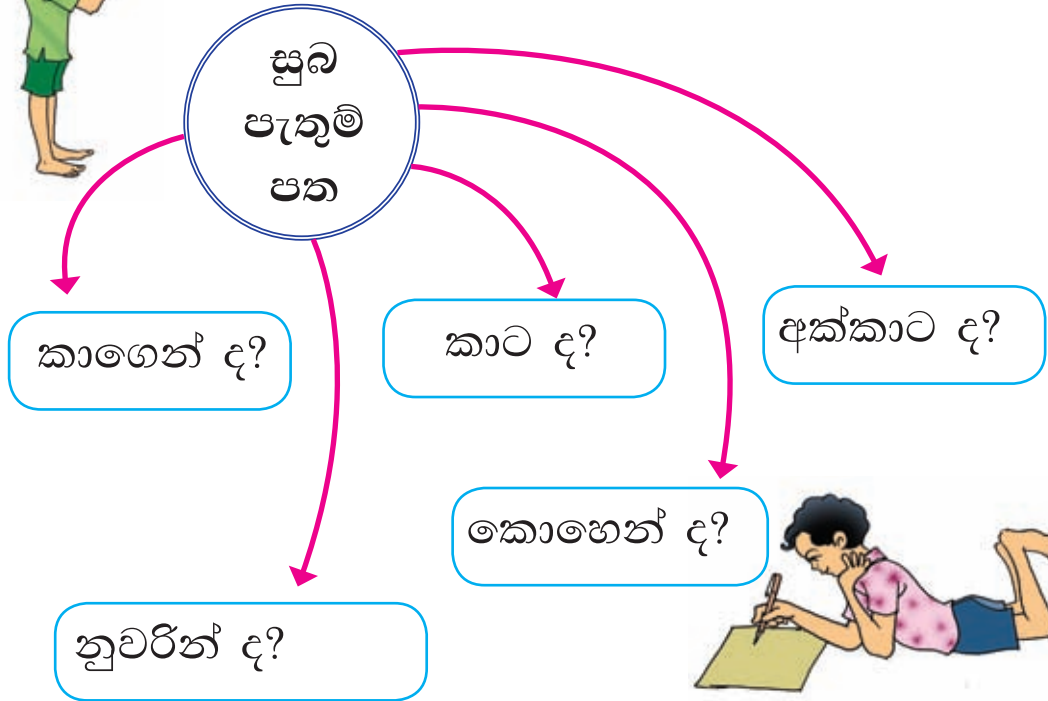 සුබ
පැතුම්
පත
කාගෙන් ද?
කාට ද?
අක්කාට ද?
කොහෙන් ද?
නුවරින් ද?